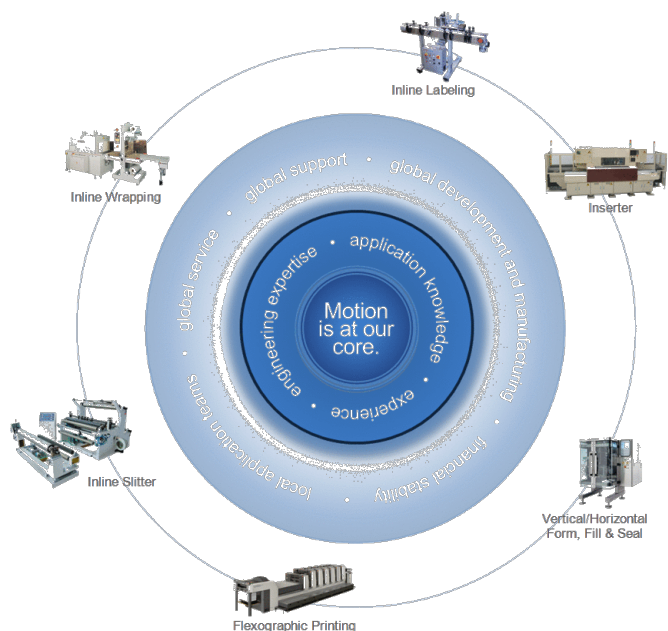 Inline Labeling
Inserter
Vertical/Horizontal
Form, Fill & Seal
Flexographic Printing
Inline Slitter
Inline Wrapping
global support • global development and manufacturing • financial stability • local application teams • global service •
engineering expertise • application knowledge • experience •
Motion
is at our
core.